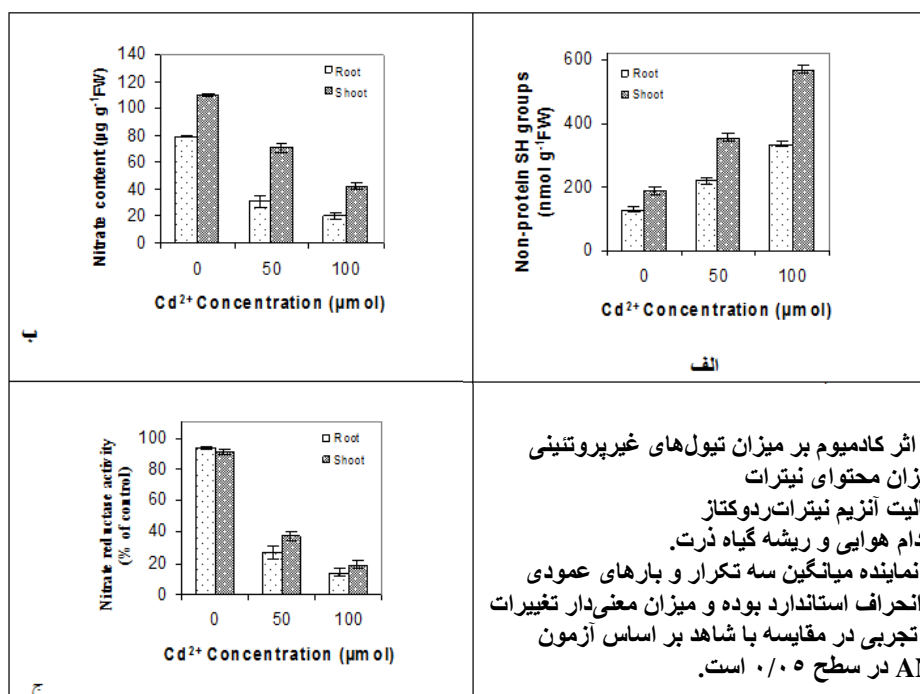 140
120
100
80
60
40
20
0
Nitrate content (µg g⁻¹FW)
Root
Shoot
0 50 100
Cd²⁺ Concentration (µmol)
ب
600
400
200
0
Non-protein SH groups
(nmol g⁻¹FW)
Root
Shoot
0 50 100
Cd²⁺ Concentration (µmol)
الف
100
80
60
40
20
0
Nitrate reductase activity
(% of control)
Root
Shoot
0 50 100
Cd²⁺ Concentration (µmol)
ج
اثر کادمیوم بر میزان تیول‌های غیرپروتئینی
محتوای نیترات
آنزیم نیترات‌ردوکتاز
هوایی و ریشه گیاه ذرت.
نماینده میانگین سه تکرار و بارهای عمودی
انحراف استاندارد بوده و میزان معنی‌دار تغییرات
تجربی در مقایسه با شاهد بر اساس آزمون
در سطح ۰/۰۵ است.